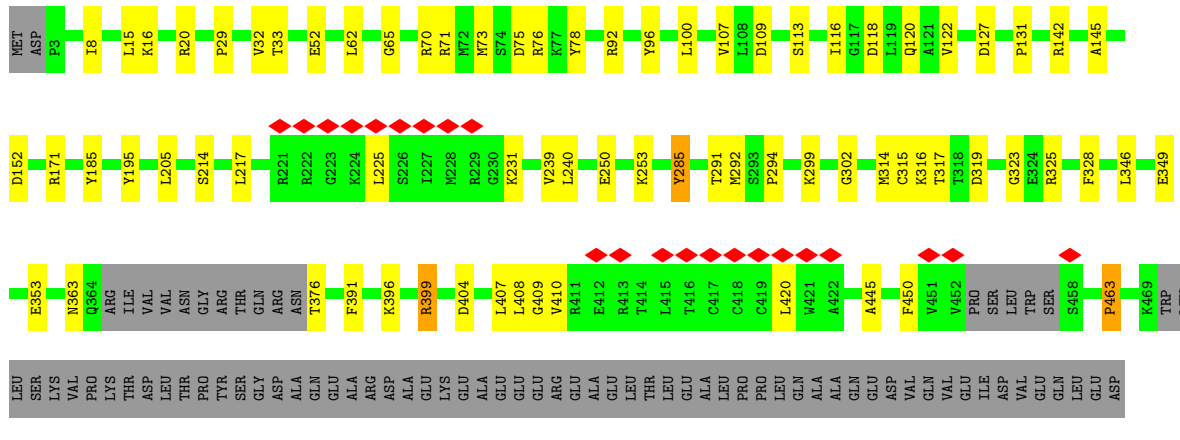 MET ASP P3 I8 L15 K16 R20 P29 V32 T33 E52 L62 G65 R70 R71 M72 M73 S74 D75 R76 K77 Y78 R92 Y96 L100 V107 L108 D109 S113 I116 G117 D118 L119 Q120 A121 V122 D127 P131 R142 A145
D152 R171 Y185 Y195 L205 S214 L217 R221 R222 G223 K224 L225 S226 I227 M228 R229 G230 K231 V239 L240 E250 K253 Y285 T291 M292 S293 P294 K299 G302 M314 C315 K316 T317 T318 D319 G323 E324 R325 F328 L346 E349
E353 N363 Q364 ARG ILE VAL VAL ASN GLY ARG THR GLN ARG ASN T376 F391 K396 R399 D404 L407 L408 G409 V410 R411 E412 R413 T414 L415 T416 C417 C418 C419 L420 W421 A422 A445 F450 V451 V452 PRO SER LEU TRP SER S458 P463 K469 TRP
LEU SER LYS VAL PRO LYS THR ASP LEU THR PRO TYR SER GLY ASP ALA GLN GLU ALA ARG ASP ALA GLU LYS GLU ALA GLU GLU GLU GLY ARG GLU ALA GLU LEU THR LEU GLU ALA LEU PRO PRO LEU GLN ALA ALA GLN GLU ASP VAL GLN VAL GLU ILE ASP VAL GLU GLN LEU GLU ASP